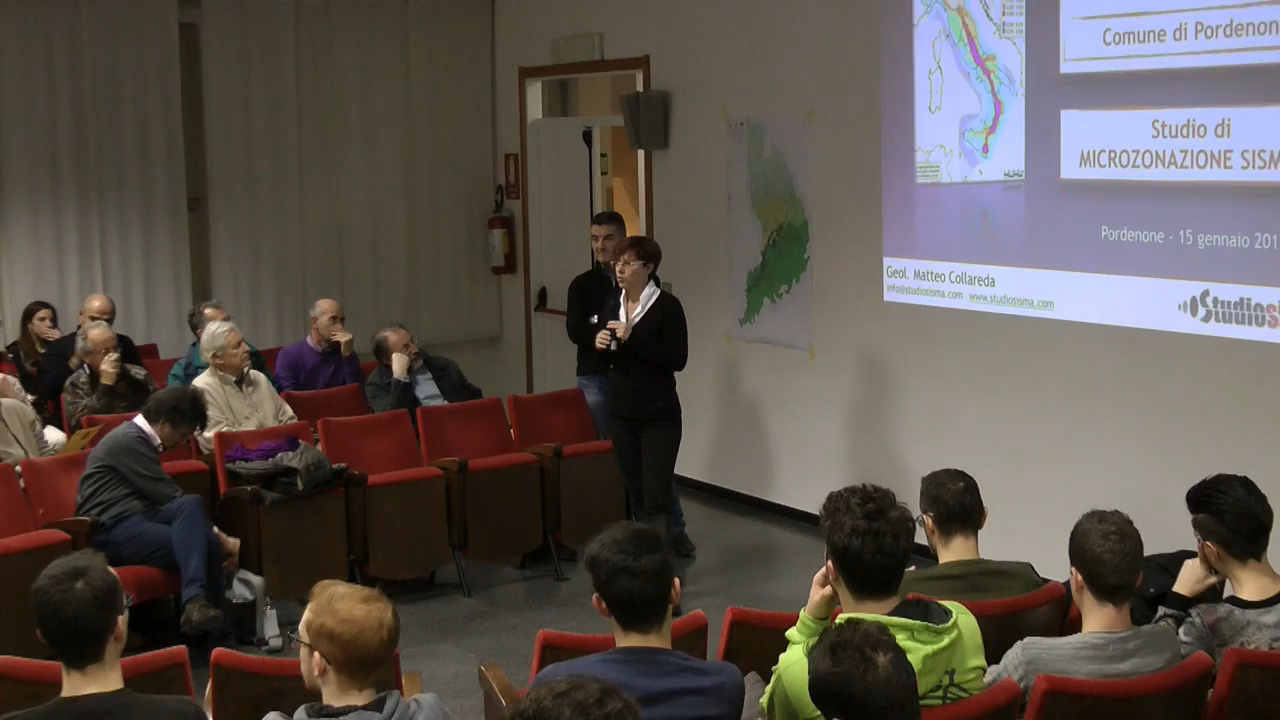 Comune di Pordenon
Studio di
MICROZONAZIONE SISM
Pordenone - 15 gennaio 201
Geol. Matteo Collareda
info@studiosisma.com www.studiosisma.com
Studios